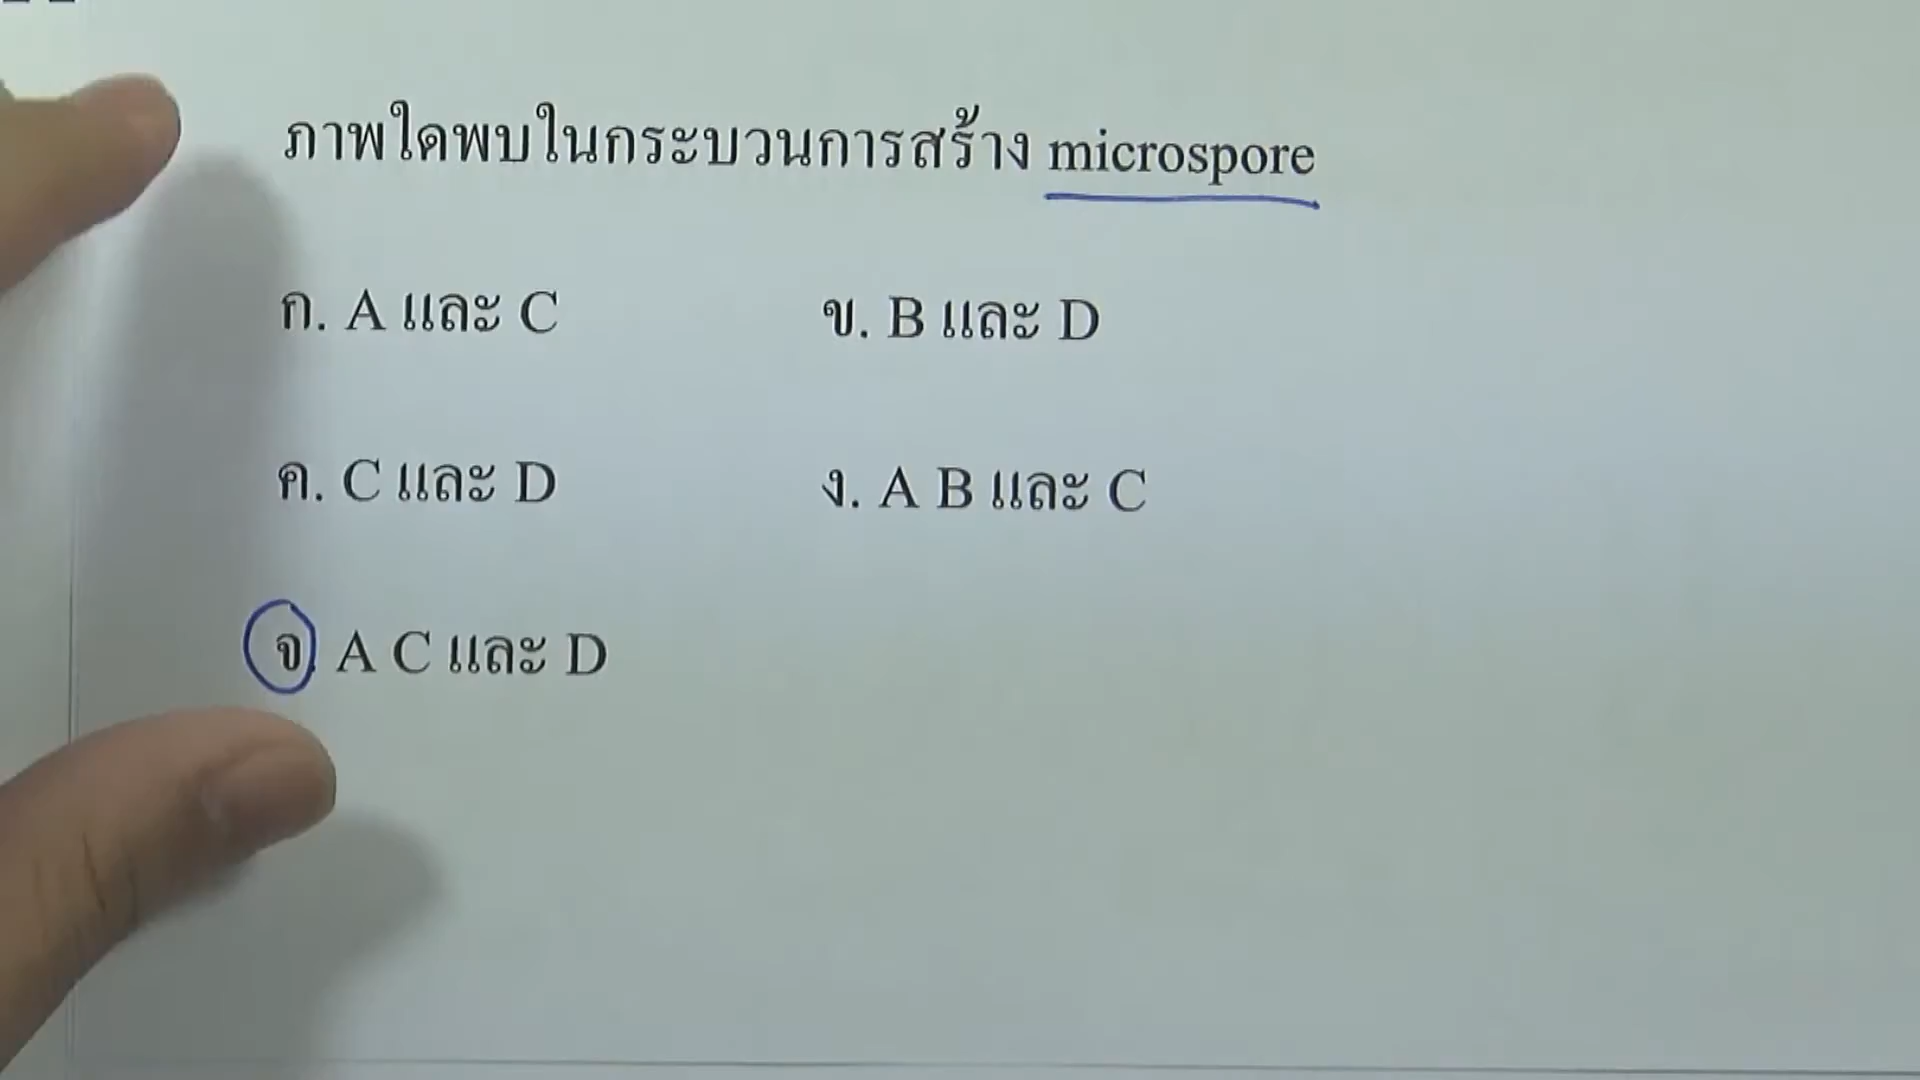 ภาพใดพบในกระบวนการสร้าง microspore
ก. A และ C
ข. B และ D
ค. C และ D
ง. A B และ C
จ. A C และ D